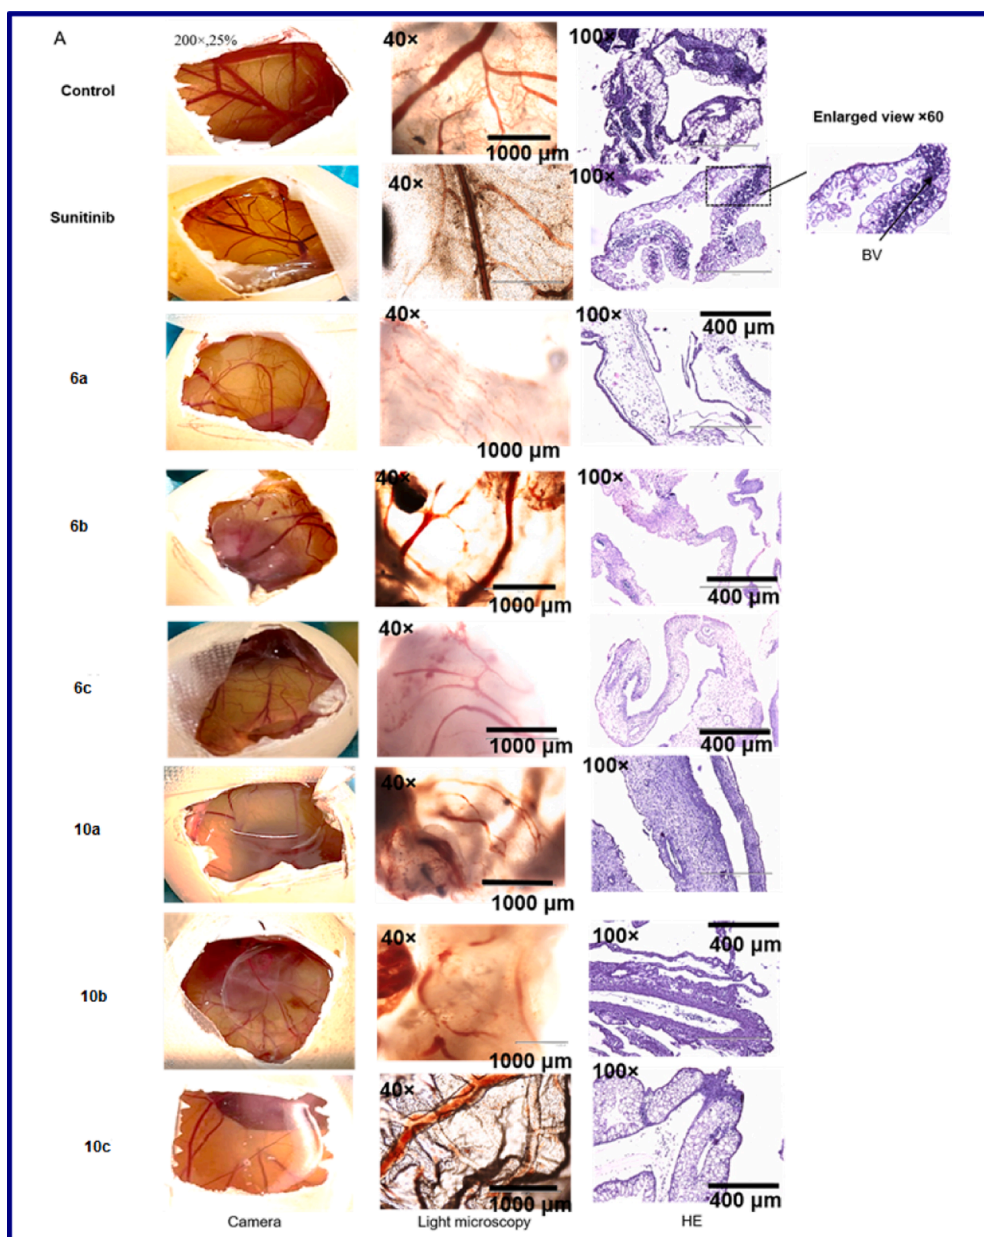 A
200×,25%
Control
40×
1000 µm
100×
Enlarged view ×60
Sunitinib
40×
100×
BV
6a
40×
1000 µm
100×
400 µm
6b
40×
1000 µm
100×
400 µm
6c
40×
1000 µm
400 µm
10a
40×
1000 µm
100×
10b
40×
1000 µm
100×
400 µm
10c
40×
1000 µm
100×
400 µm
Camera
Light microscopy
HE